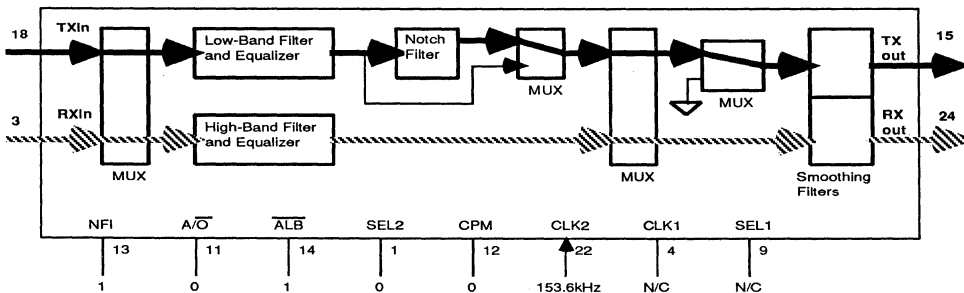 18
TXIn
Low-Band Filter
and Equalizer
Notch
Filter
MUX
MUX
TX
out
15
3
RXIn
MUX
High-Band Filter
and Equalizer
MUX
RX
out
24
Smoothing
Filters
NFI
A/O̅
A̅L̅B̅
SEL2
CPM
CLK2
CLK1
SEL1
13
11
14
1
12
22
4
9
1
0
1
0
0
153.6kHz
N/C
N/C